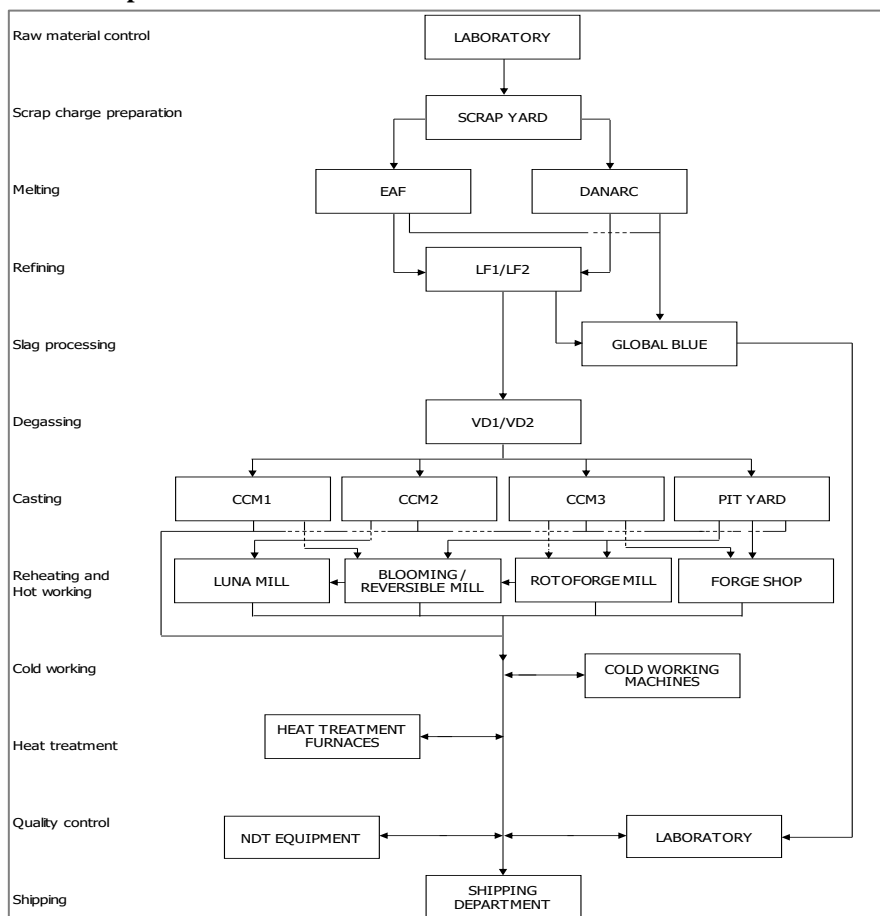 Raw material control
LABORATORY
Scrap charge preparation
SCRAP YARD
Melting
EAF
DANARC
Refining
LF1/LF2
Slag processing
GLOBAL BLUE
Degassing
VD1/VD2
Casting
CCM1
CCM2
CCM3
PIT YARD
Reheating and
Hot working
LUNA MILL
BLOOMING /
REVERSIBLE MILL
ROTOFORGE MILL
FORGE SHOP
Cold working
COLD WORKING
MACHINES
Heat treatment
HEAT TREATMENT
FURNACES
Quality control
NDT EQUIPMENT
LABORATORY
Shipping
SHIPPING
DEPARTMENT